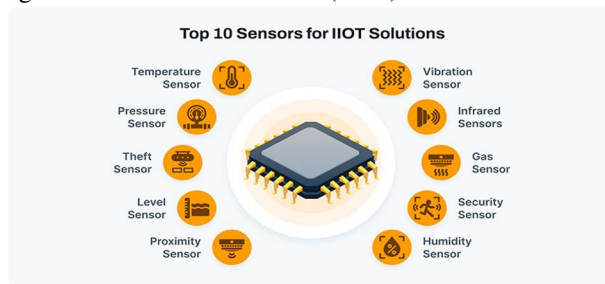 Top 10 Sensors for IIOT Solutions
Temperature
Sensor
Pressure
Sensor
Theft
Sensor
Level
Sensor
Proximity
Sensor
Vibration
Sensor
Infrared
Sensors
Gas
Sensor
Security
Sensor
Humidity
Sensor